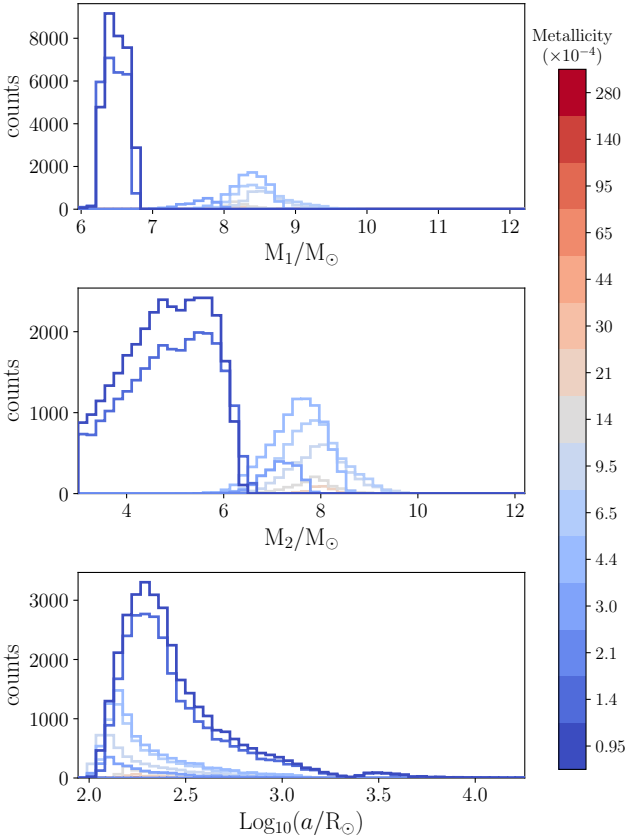 8000
6000
4000
2000
0
counts
6 7 8 9 10 11 12
M₁/M☉
2000
1000
0
counts
4 6 8 10 12
M₂/M☉
3000
2000
1000
0
counts
2.0 2.5 3.0 3.5 4.0
Log₁₀(a/R☉)
Metallicity
(×10⁻⁴)
280
140
95
65
44
30
21
14
9.5
6.5
4.4
3.0
2.1
1.4
0.95